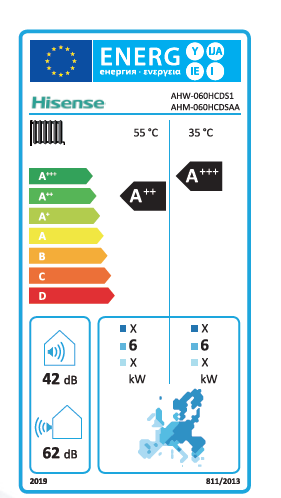 ENERG Y UA
енергия · ενεργεια IE I
Hisense
AHW-060HCDS1
AHM-060HCDSAA
55 °C 35 °C
A+++
A++
A+
A
B
C
D
A++
A+++
42 dB
62 dB
X
6
X
kW
X
6
X
kW
2019 811/2013